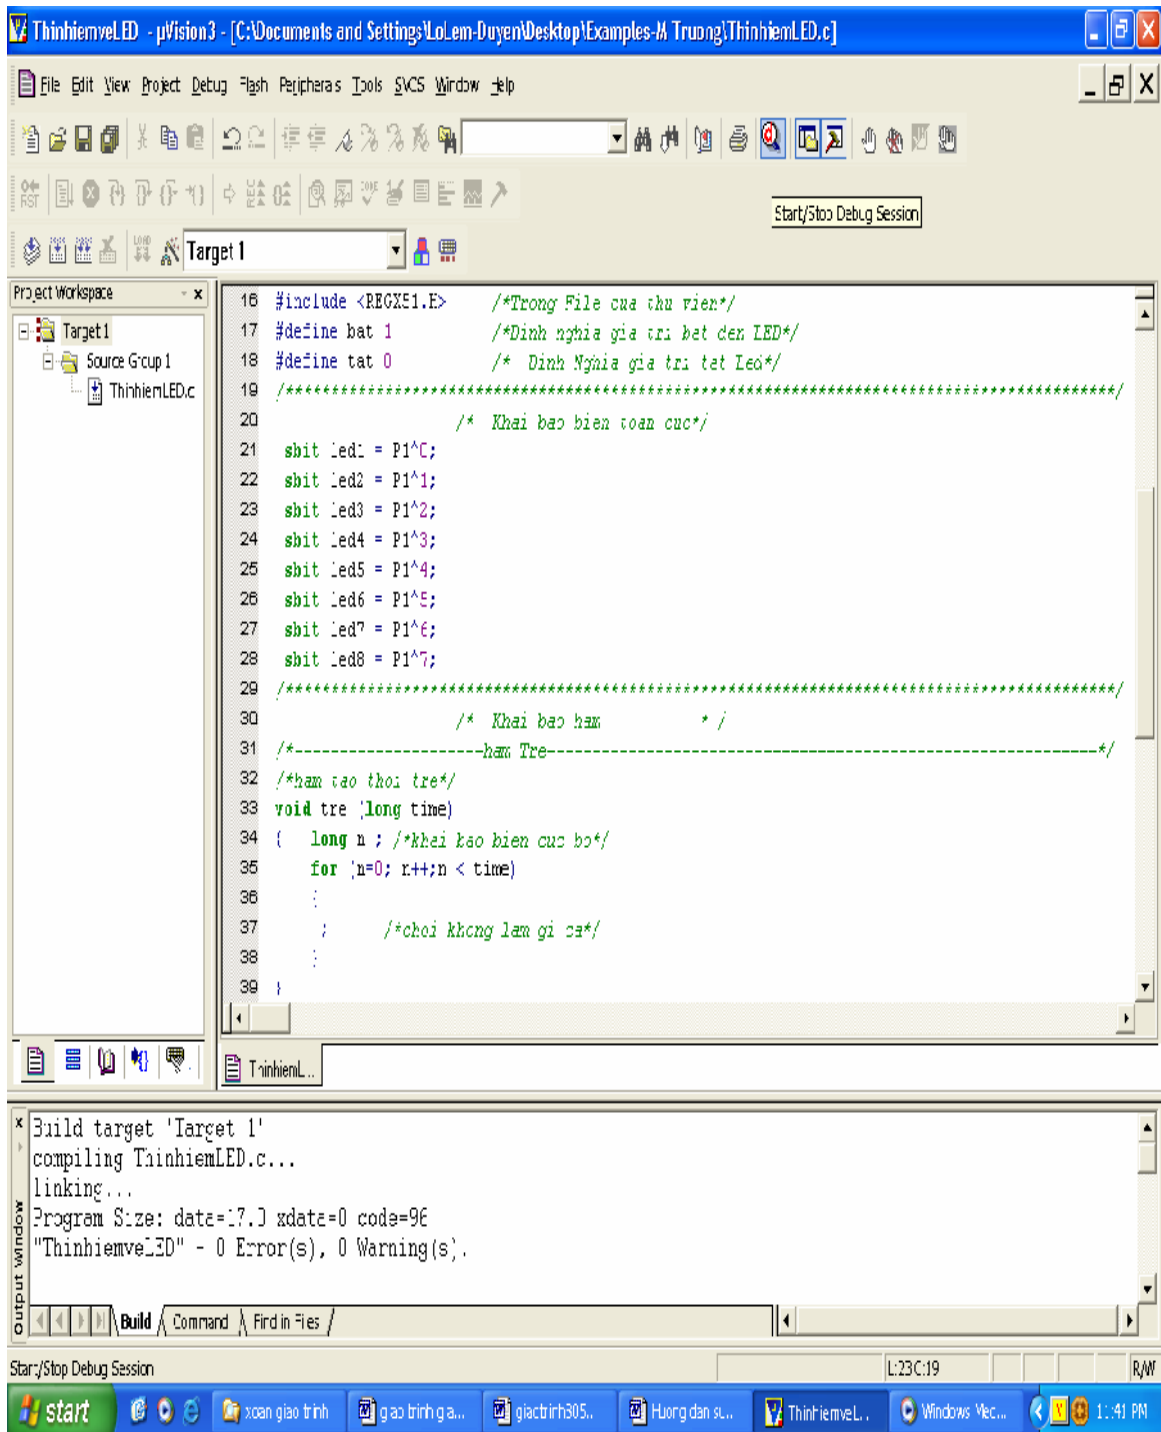 ThinhiemveLED - µVision3 - [C:\Documents and Settings\LoLem-Duyen\Desktop\Examples-M Truong\ThinhiemLED.c]
File Edit View Project Debug Flash Peripherals Tools SVCS Window Help
Start/Stop Debug Session
Target 1
Project Workspace
Target 1
Source Group 1
ThinhiemLED.c
16 #include <REGX51.H> /*Trong File cua thu vien*/
17 #define bat 1 /*Dinh nghia gia tri bat den LED*/
18 #define tat 0 /* Dinh Nghia gia tri tat Led*/
19
20 /* Khai bao bien toan cuc*/
21 sbit led1 = P1^0;
22 sbit led2 = P1^1;
23 sbit led3 = P1^2;
24 sbit led4 = P1^3;
25 sbit led5 = P1^4;
26 sbit led6 = P1^5;
27 sbit led7 = P1^6;
28 sbit led8 = P1^7;
29
30 /* Khai bao ham * /
31 /*------------------------ham Tre--------------------------------------------------------------*/
32 /*ham tao thoi tre*/
33 void tre (long time)
34 { long n ; /*khai bao bien cuc bo*/
35 for (n=0; n++;n < time)
36 {
37 ; /*choi khong lam gi ca*/
38 }
39 }
ThinhiemL...
Build target 'Target 1'
compiling ThinhiemLED.c...
linking...
Program Size: data=17.0 xdata=0 code=96
"ThinhiemveLED" - 0 Error(s), 0 Warning(s).
Output Window
Build Command Find in Files
Start/Stop Debug Session L:23 C:19 R/W
start xoan giao trinh giao trinh gia... giactrinh305.. Huong dan su... ThinhiemveL... Windows Mec... 11:41 PM